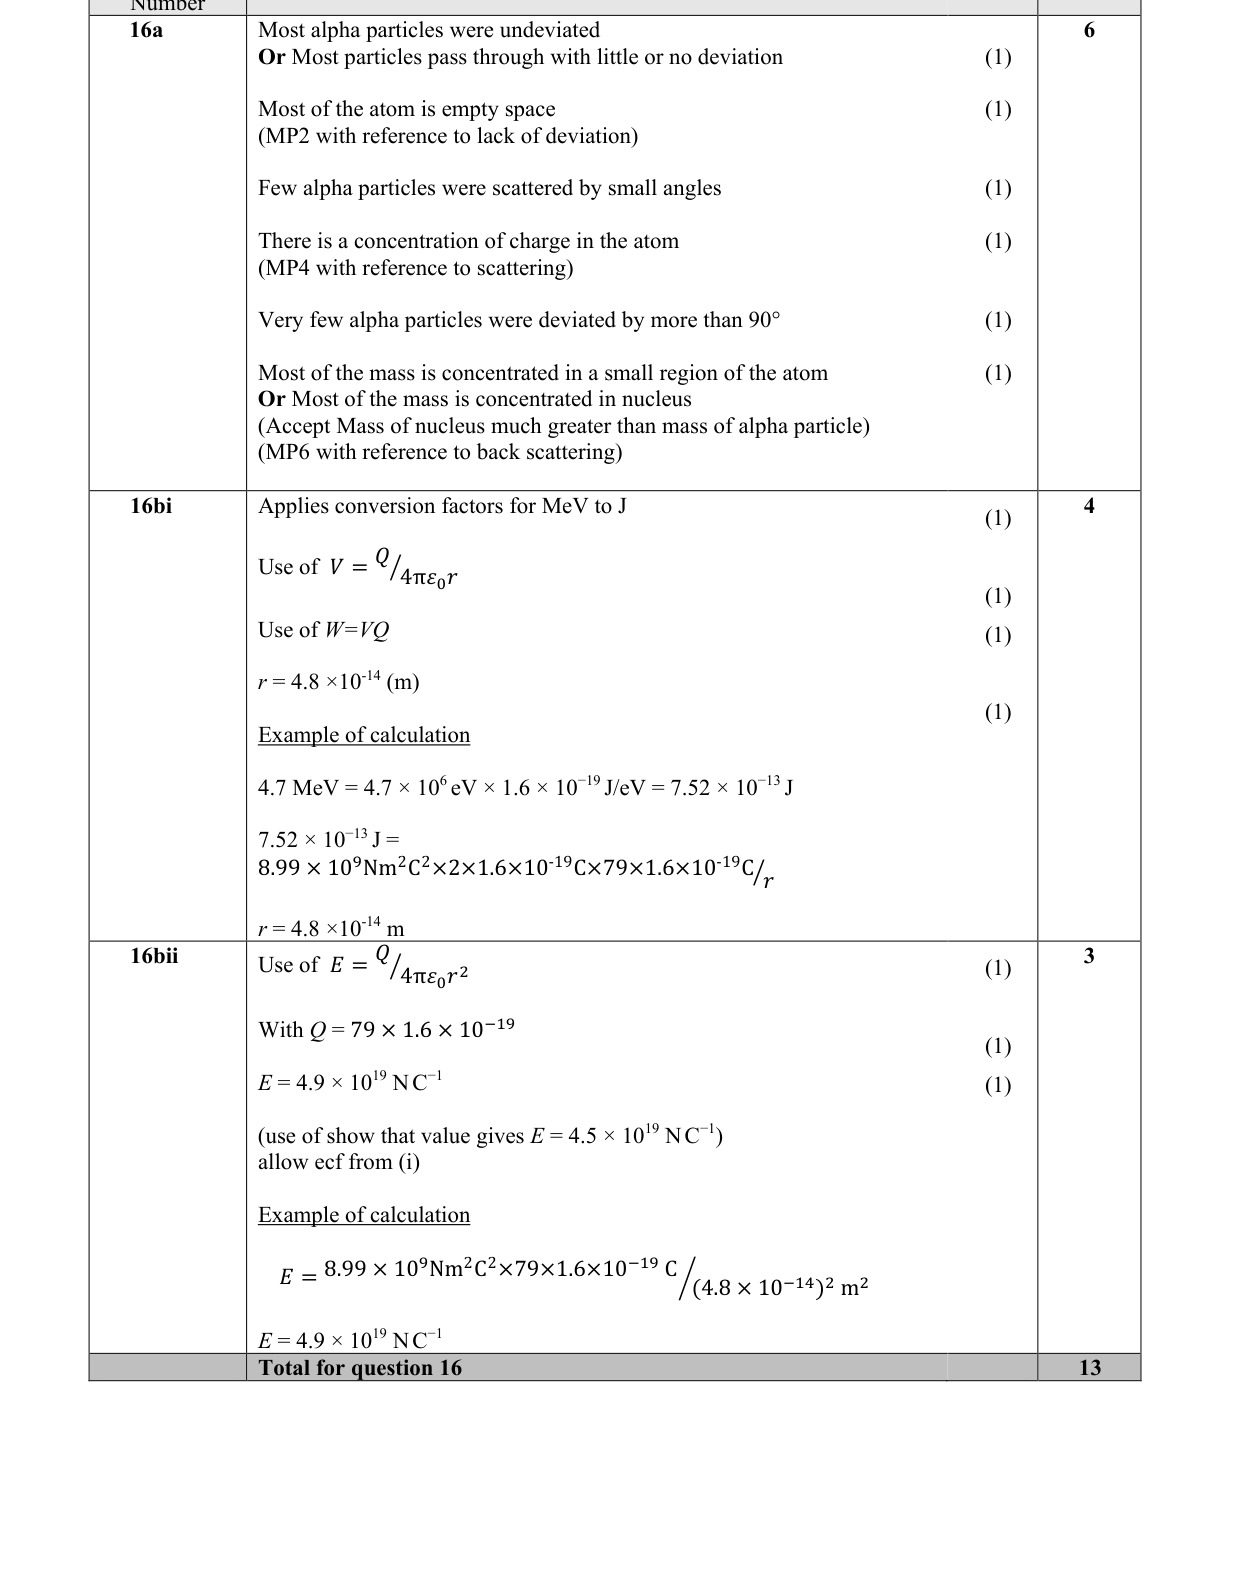 Number
16a Most alpha particles were undeviated 6
Or Most particles pass through with little or no deviation (1)
Most of the atom is empty space (1)
(MP2 with reference to lack of deviation)
Few alpha particles were scattered by small angles (1)
There is a concentration of charge in the atom (1)
(MP4 with reference to scattering)
Very few alpha particles were deviated by more than 90° (1)
Most of the mass is concentrated in a small region of the atom (1)
Or Most of the mass is concentrated in nucleus
(Accept Mass of nucleus much greater than mass of alpha particle)
(MP6 with reference to back scattering)
16bi Applies conversion factors for MeV to J (1) 4
Use of V = Q/4πε₀r (1)
Use of W=VQ (1)
r = 4.8 ×10⁻¹⁴ (m) (1)
Example of calculation
4.7 MeV = 4.7 × 10⁶ eV × 1.6 × 10⁻¹⁹ J/eV = 7.52 × 10⁻¹³ J
7.52 × 10⁻¹³ J =
8.99 × 10⁹Nm²C²×2×1.6×10⁻¹⁹C×79×1.6×10⁻¹⁹C/r
r = 4.8 ×10⁻¹⁴ m
16bii Use of E = Q/4πε₀r² (1) 3
With Q = 79 × 1.6 × 10⁻¹⁹ (1)
E = 4.9 × 10¹⁹ N C⁻¹ (1)
(use of show that value gives E = 4.5 × 10¹⁹ N C⁻¹)
allow ecf from (i)
Example of calculation
E = 8.99 × 10⁹Nm²C²×79×1.6×10⁻¹⁹ C/(4.8 × 10⁻¹⁴)² m²
E = 4.9 × 10¹⁹ N C⁻¹
Total for question 16 13